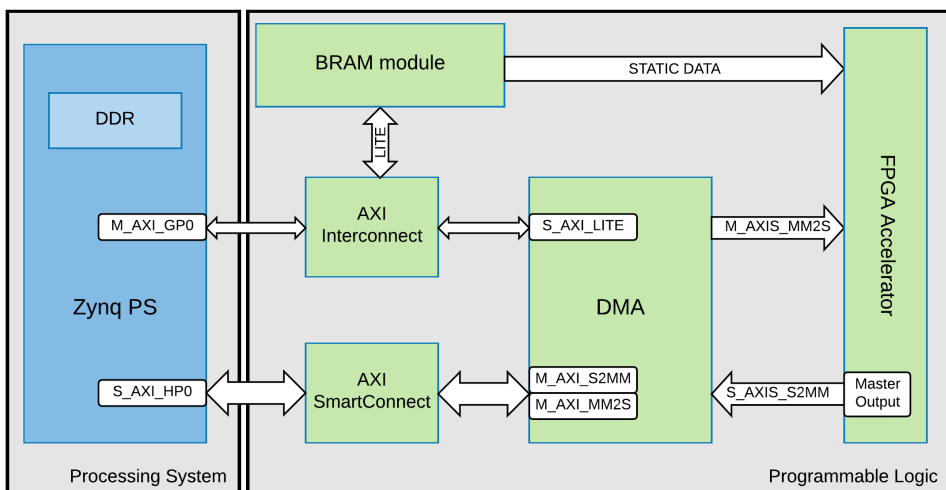 DDR
M_AXI_GP0
Zynq PS
S_AXI_HP0
Processing System
BRAM module
STATIC DATA
LITE
AXI
Interconnect
S_AXI_LITE
M_AXIS_MM2S
DMA
FPGA Accelerator
AXI
SmartConnect
M_AXI_S2MM
M_AXI_MM2S
S_AXIS_S2MM
Master
Output
Programmable Logic